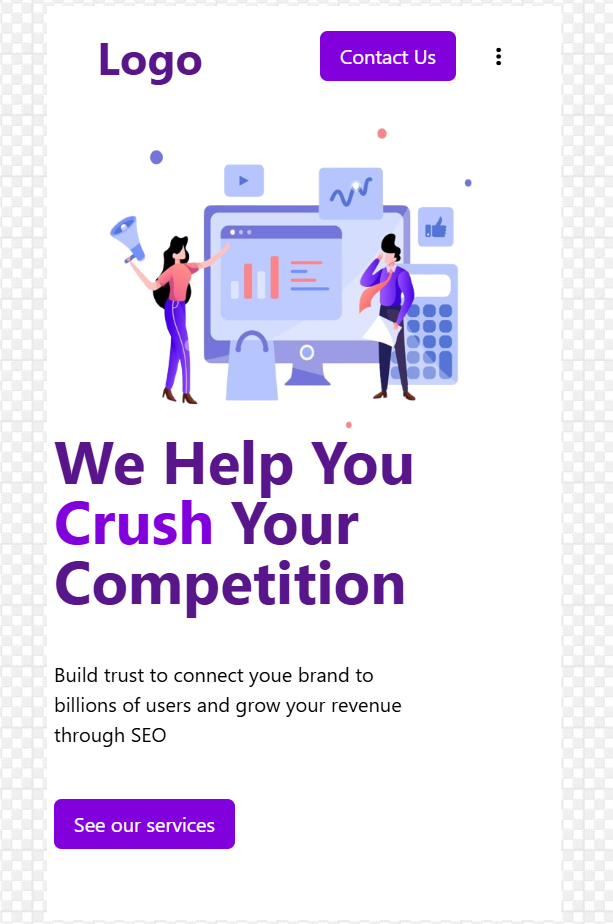 Logo
Contact Us
We Help You
Crush Your
Competition
Build trust to connect youe brand to
billions of users and grow your revenue
through SEO
See our services